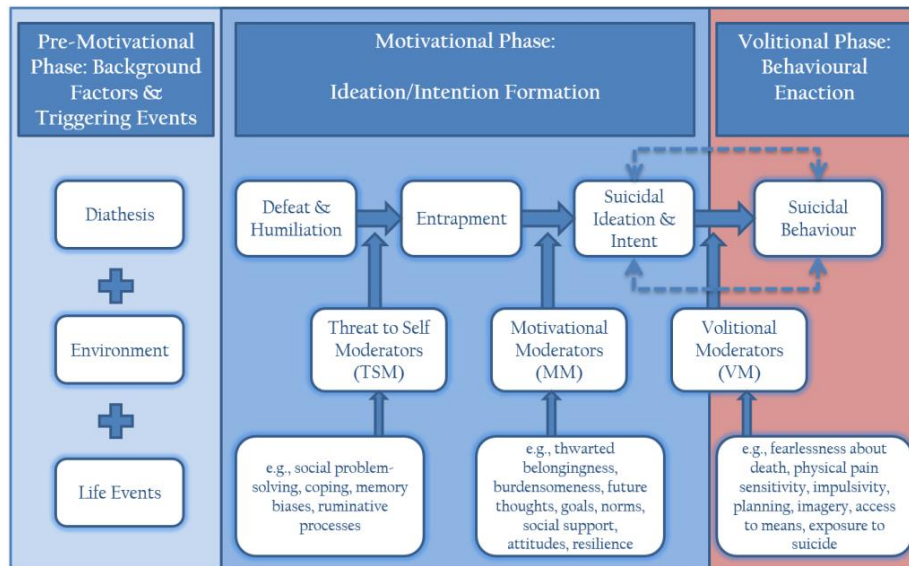 Pre-Motivational
Phase: Background
Factors &
Triggering Events
Motivational Phase:
Ideation/Intention Formation
Volitional Phase:
Behavioural
Enaction
Diathesis
Environment
Life Events
Defeat &
Humiliation
Entrapment
Suicidal
Ideation &
Intent
Suicidal
Behaviour
Threat to Self
Moderators
(TSM)
Motivational
Moderators
(MM)
Volitional
Moderators
(VM)
e.g., social problem-
solving, coping, memory
biases, ruminative
processes
e.g., thwarted
belongingness,
burdensomeness, future
thoughts, goals, norms,
social support,
attitudes, resilience
e.g., fearlessness about
death, physical pain
sensitivity, impulsivity,
planning, imagery, access
to means, exposure to
suicide